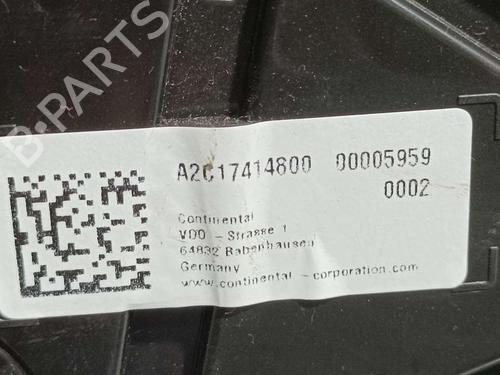 B-PARTS
A2C17414800 00005959
0002
Continental
VDO - Strasse 1
64832 Babenhausen
Germany
www.continental - corporation.com